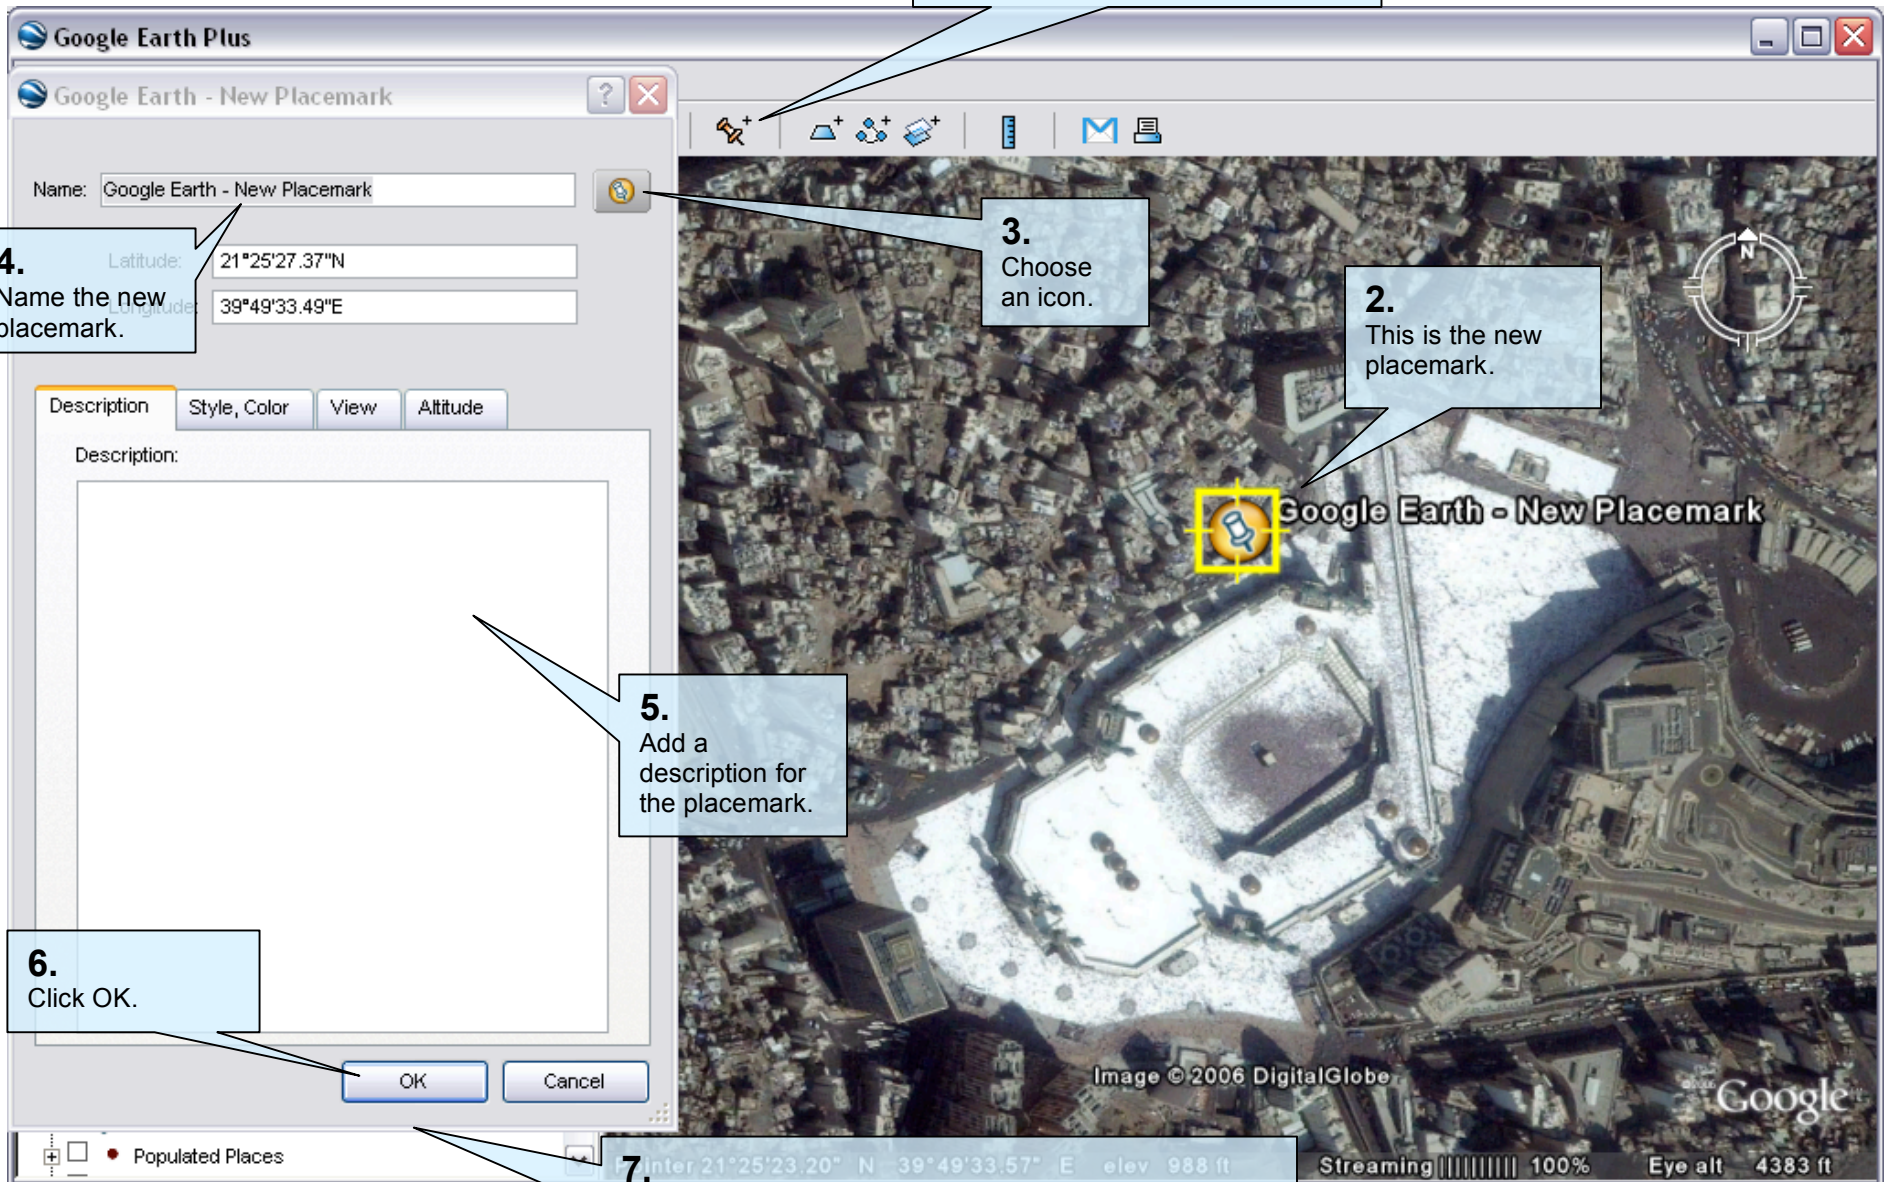 Google Earth Plus
Google Earth - New Placemark
Name: Google Earth - New Placemark
4.
Name the new
placemark.
Latitude: 21°25'27.37"N
Longitude: 39°49'33.49"E
3.
Choose
an icon.
2.
This is the new
placemark.
N
Description Style, Color View Altitude
Description:
Google Earth - New Placemark
5.
Add a
description for
the placemark.
6.
Click OK.
OK Cancel
Image © 2006 DigitalGlobe
©2006 Google
Populated Places
7.
Pointer 21°25'23.20" N 39°49'33.57" E elev 988 ft Streaming |||||||||| 100% Eye alt 4383 ft